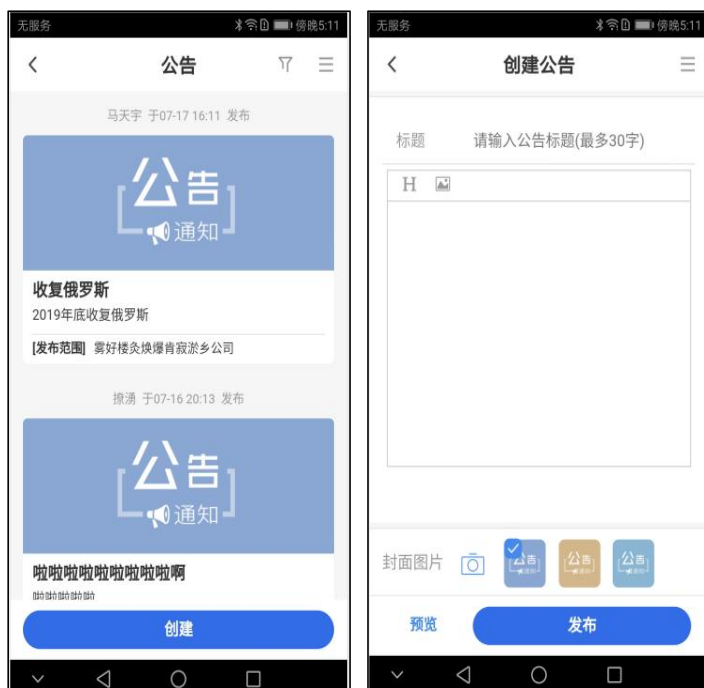 无服务
傍晚5:11
公告
马天宇 于07-17 16:11 发布
公告
通知
收复俄罗斯
2019年底收复俄罗斯
[发布范围] 雾好楼灸焕爆肯寂淤乡公司
撩湧 于07-16 20:13 发布
公告
通知
啦啦啦啦啦啦啦啦啦啊
啦啦啦啦啦
创建
无服务
傍晚5:11
创建公告
标题 请输入公告标题(最多30字)
H
封面图片
公告
公告
公告
预览
发布